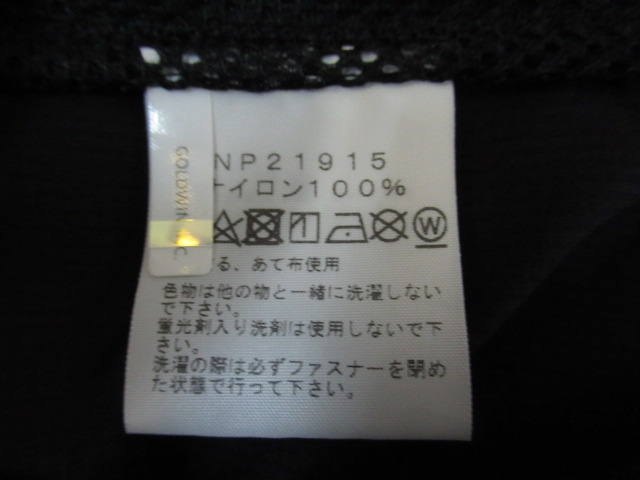 GOLDWIN
NP21915
イロン100%
W
る、あて布使用
色物は他の物と一緒に洗濯しない
で下さい。
蛍光剤入り洗剤は使用しないで下
さい。
洗濯の際は必ずファスナーを閉め
た状態で行って下さい。